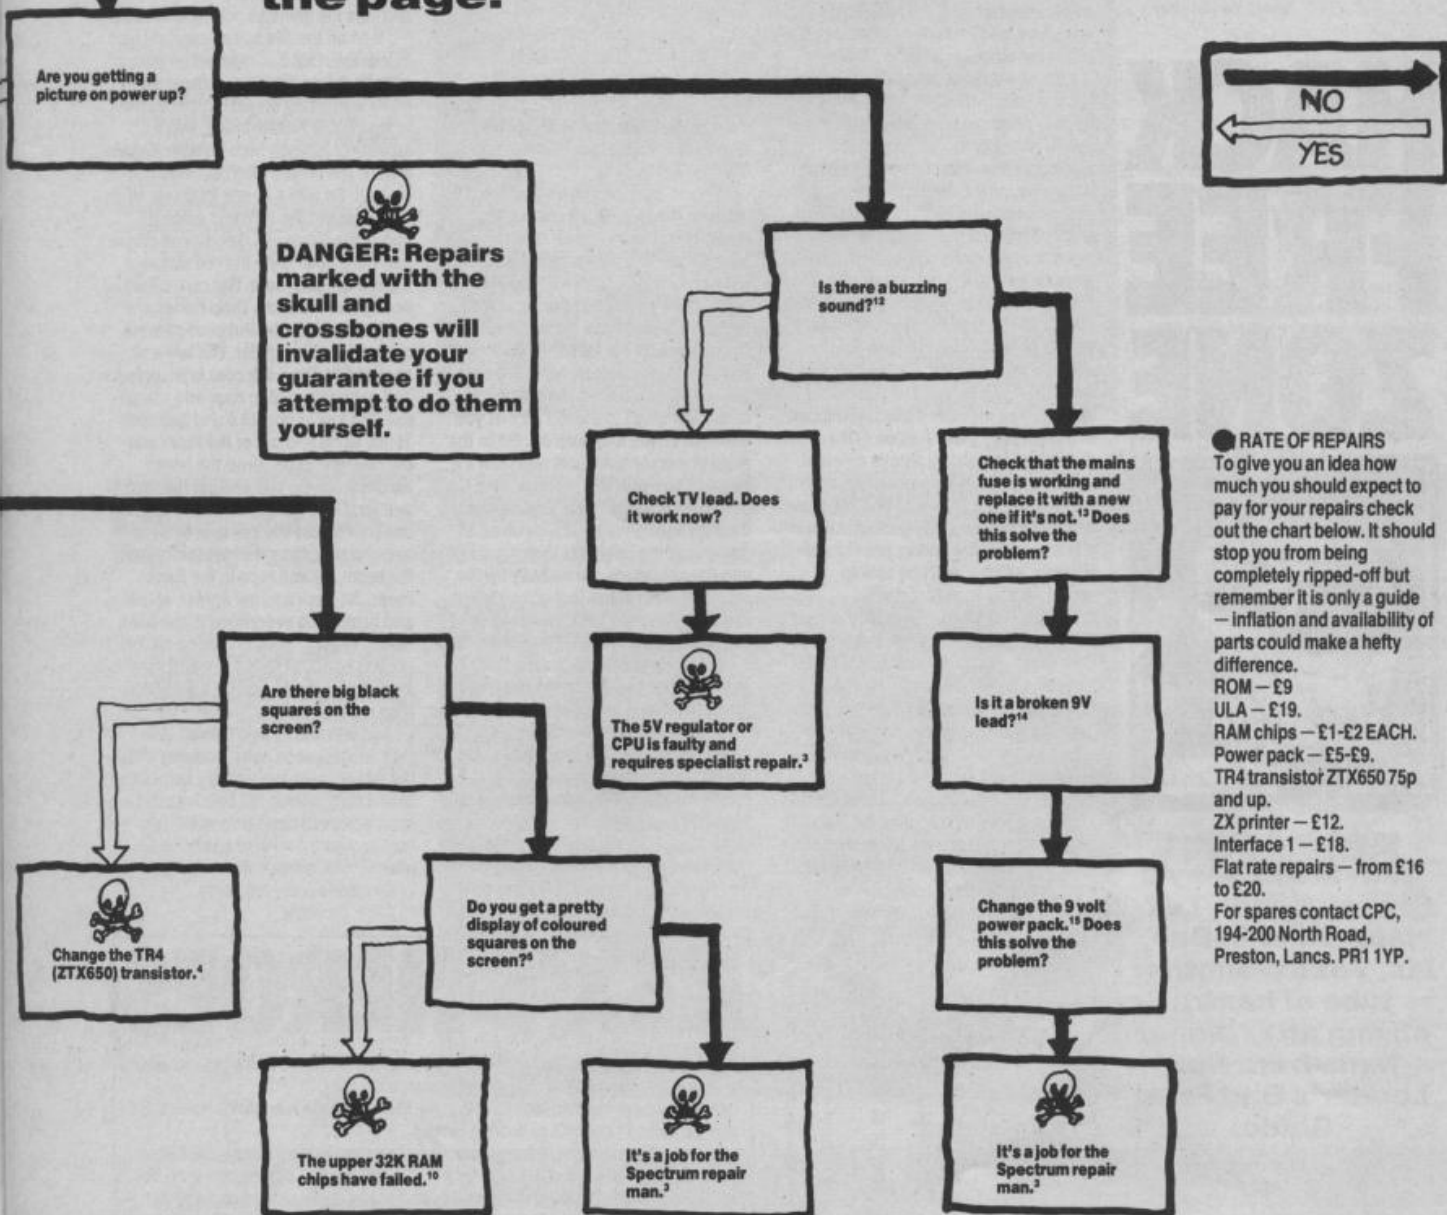 the page.
Are you getting a
picture on power up?
NO
YES
DANGER: Repairs
marked with the
skull and
crossbones will
invalidate your
guarantee if you
attempt to do them
yourself.
Is there a buzzing
sound?¹²
Check TV lead. Does
it work now?
Check that the mains
fuse is working and
replace it with a new
one if it's not.¹³ Does
this solve the
problem?
Are there big black
squares on the
screen?
The 5V regulator or
CPU is faulty and
requires specialist repair.³
Is it a broken 9V
lead?¹⁴
Change the TR4
(ZTX650) transistor.⁴
Do you get a pretty
display of coloured
squares on the
screen?⁵
Change the 9 volt
power pack.¹⁵ Does
this solve the
problem?
The upper 32K RAM
chips have failed.¹⁰
It's a job for the
Spectrum repair
man.³
It's a job for the
Spectrum repair
man.³
RATE OF REPAIRS
To give you an idea how
much you should expect to
pay for your repairs check
out the chart below. It should
stop you from being
completely ripped-off but
remember it is only a guide
— inflation and availability of
parts could make a hefty
difference.
ROM — £9
ULA — £19.
RAM chips — £1-£2 EACH.
Power pack — £5-£9.
TR4 transistor ZTX650 75p
and up.
ZX printer — £12.
Interface 1 — £18.
Flat rate repairs — from £16
to £20.
For spares contact CPC,
194-200 North Road,
Preston, Lancs. PR1 1YP.